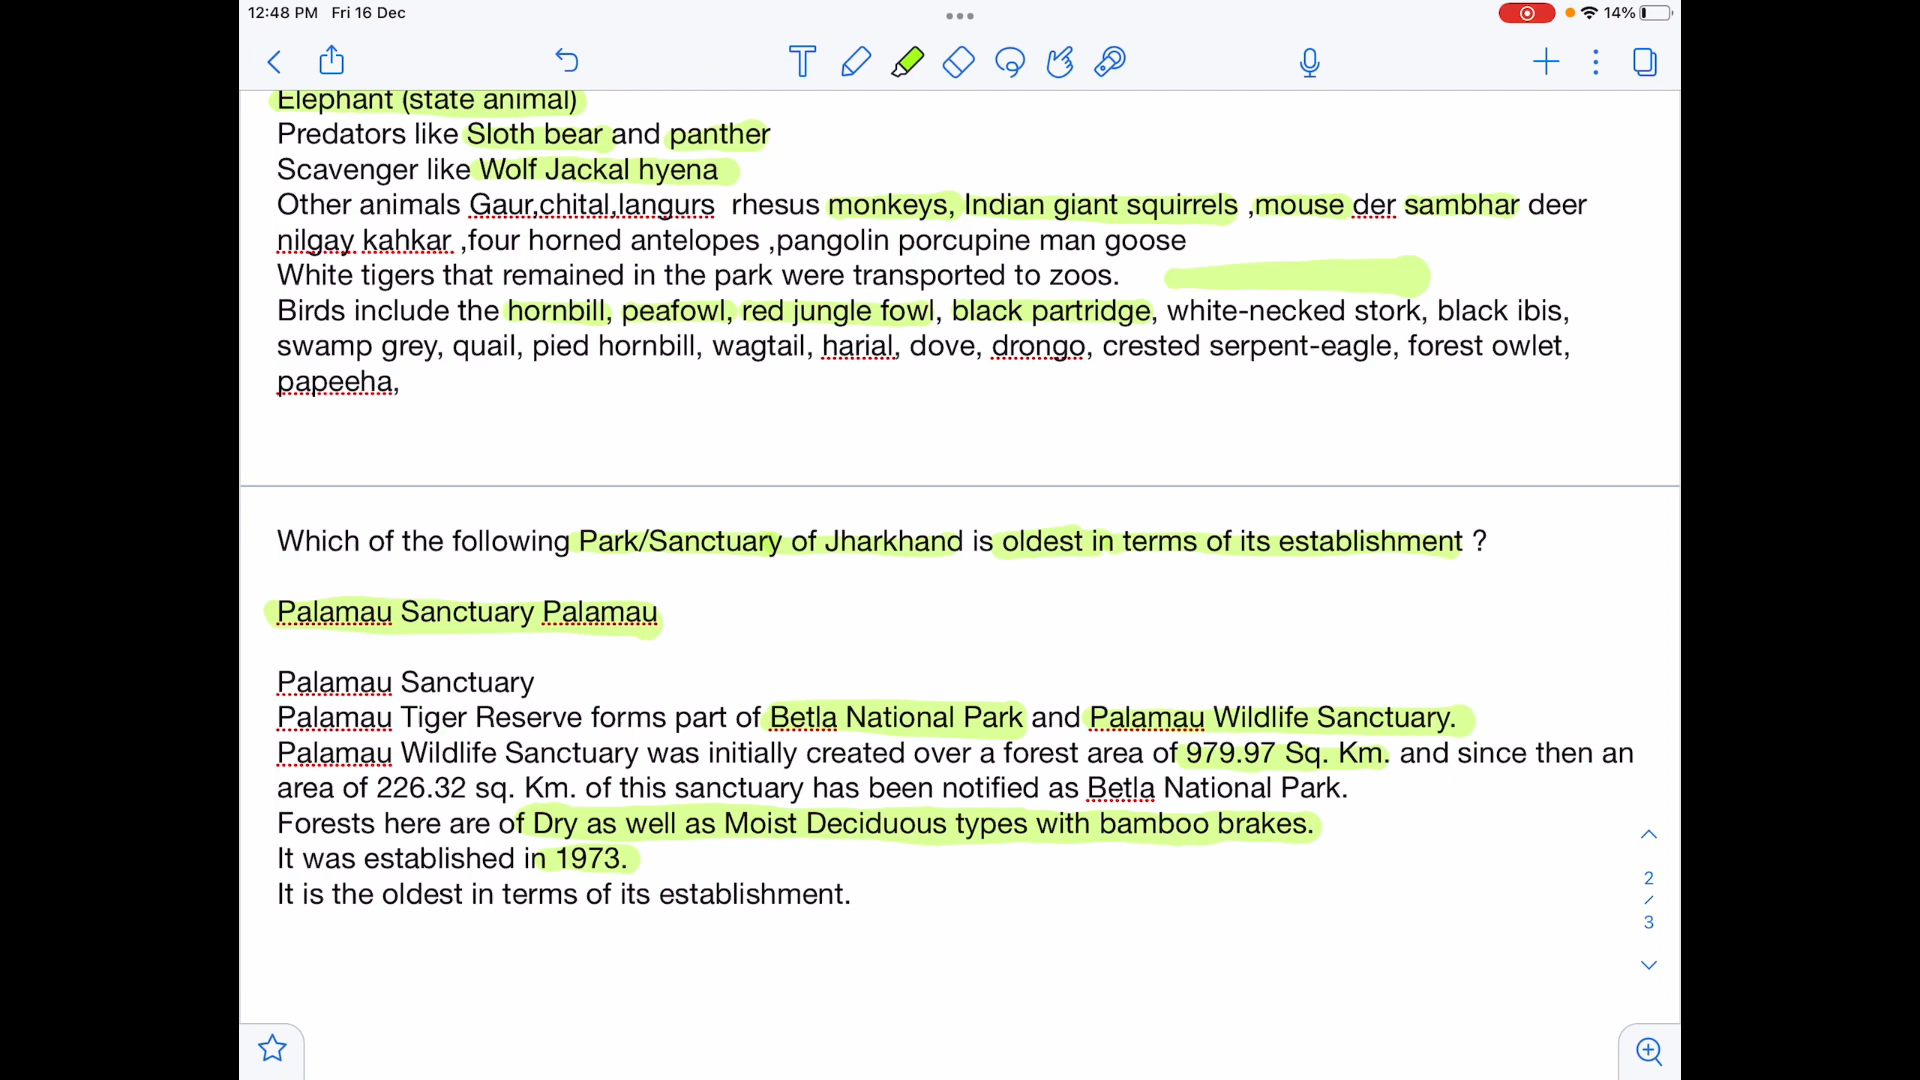 12:48 PM Fri 16 Dec
14%
Elephant (state animal)
Predators like Sloth bear and panther
Scavenger like Wolf Jackal hyena
Other animals Gaur,chital,langurs rhesus monkeys, Indian giant squirrels ,mouse der sambhar deer
nilgay kahkar ,four horned antelopes ,pangolin porcupine man goose
White tigers that remained in the park were transported to zoos.
Birds include the hornbill, peafowl, red jungle fowl, black partridge, white-necked stork, black ibis,
swamp grey, quail, pied hornbill, wagtail, harial, dove, drongo, crested serpent-eagle, forest owlet,
papeeha,
Which of the following Park/Sanctuary of Jharkhand is oldest in terms of its establishment ?
Palamau Sanctuary Palamau
Palamau Sanctuary
Palamau Tiger Reserve forms part of Betla National Park and Palamau Wildlife Sanctuary.
Palamau Wildlife Sanctuary was initially created over a forest area of 979.97 Sq. Km. and since then an
area of 226.32 sq. Km. of this sanctuary has been notified as Betla National Park.
Forests here are of Dry as well as Moist Deciduous types with bamboo brakes.
It was established in 1973.
It is the oldest in terms of its establishment.
2
/
3